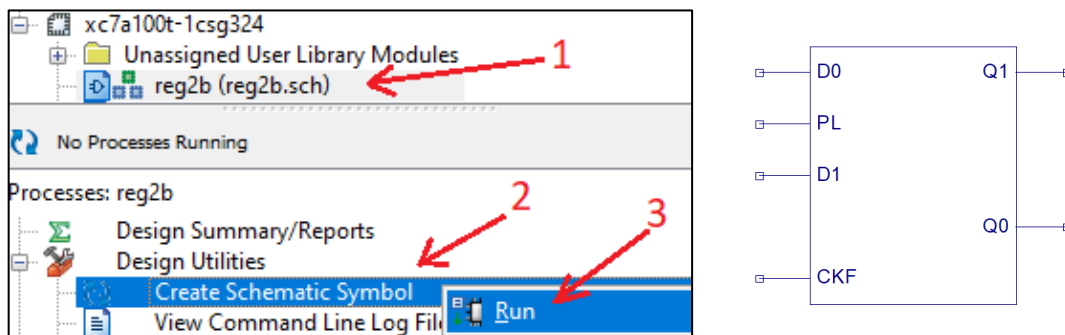 xc7a100t-1csg324
Unassigned User Library Modules
1
reg2b (reg2b.sch)
No Processes Running
Processes: reg2b
2
3
Design Summary/Reports
Design Utilities
Create Schematic Symbol
Run
View Command Line Log
D0
Q1
PL
D1
Q0
CKF